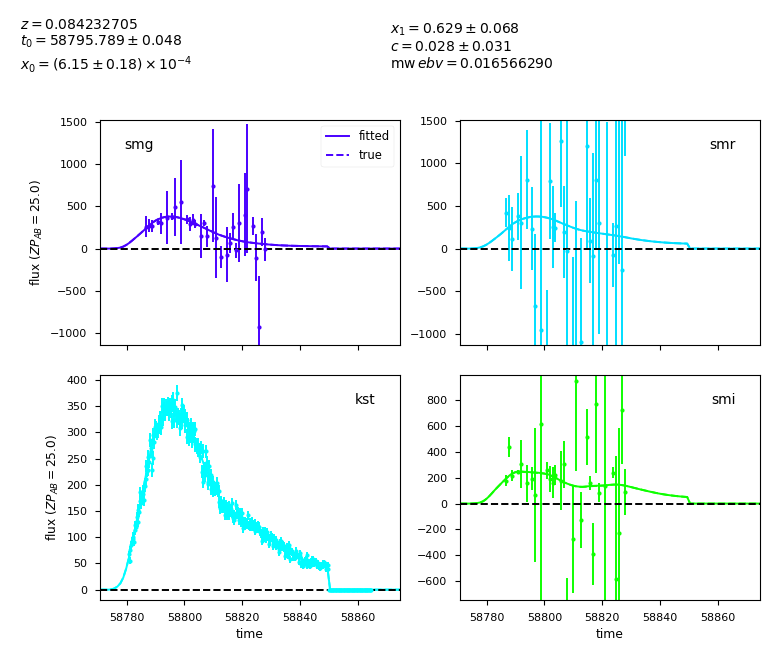 z = 0.084232705
t₀ = 58795.789 ± 0.048
x₀ = (6.15 ± 0.18) × 10⁻⁴
x₁ = 0.629 ± 0.068
c = 0.028 ± 0.031
mw ebv = 0.016566290
smg
fitted
true
1500
1000
500
0
−500
−1000
flux (ZP_AB = 25.0)
smr
1500
1000
500
0
−500
−1000
kst
400
350
300
250
200
150
100
50
0
flux (ZP_AB = 25.0)
58780 58800 58820 58840 58860
time
smi
800
600
400
200
0
−200
−400
−600
58780 58800 58820 58840 58860
time